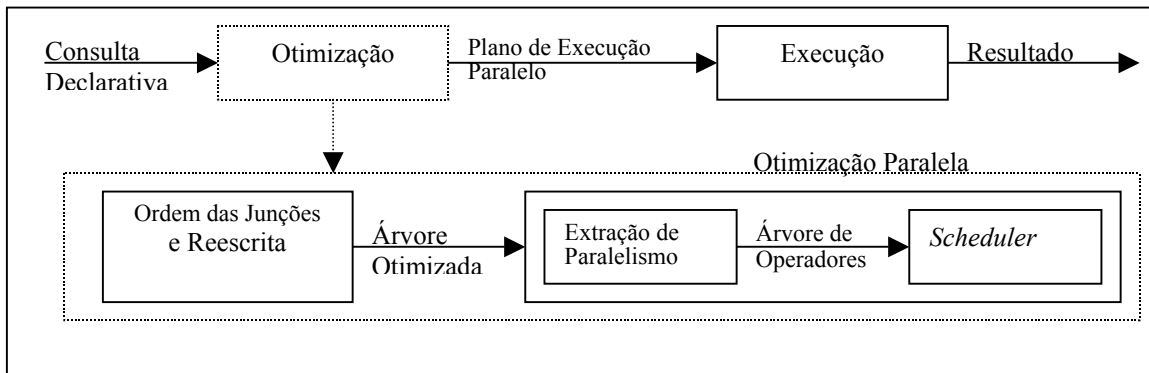 Consulta
Declarativa
Otimização
Plano de Execução
Paralelo
Execução
Resultado
Otimização Paralela
Ordem das Junções
e Reescrita
Árvore
Otimizada
Extração de
Paralelismo
Árvore de
Operadores
Scheduler